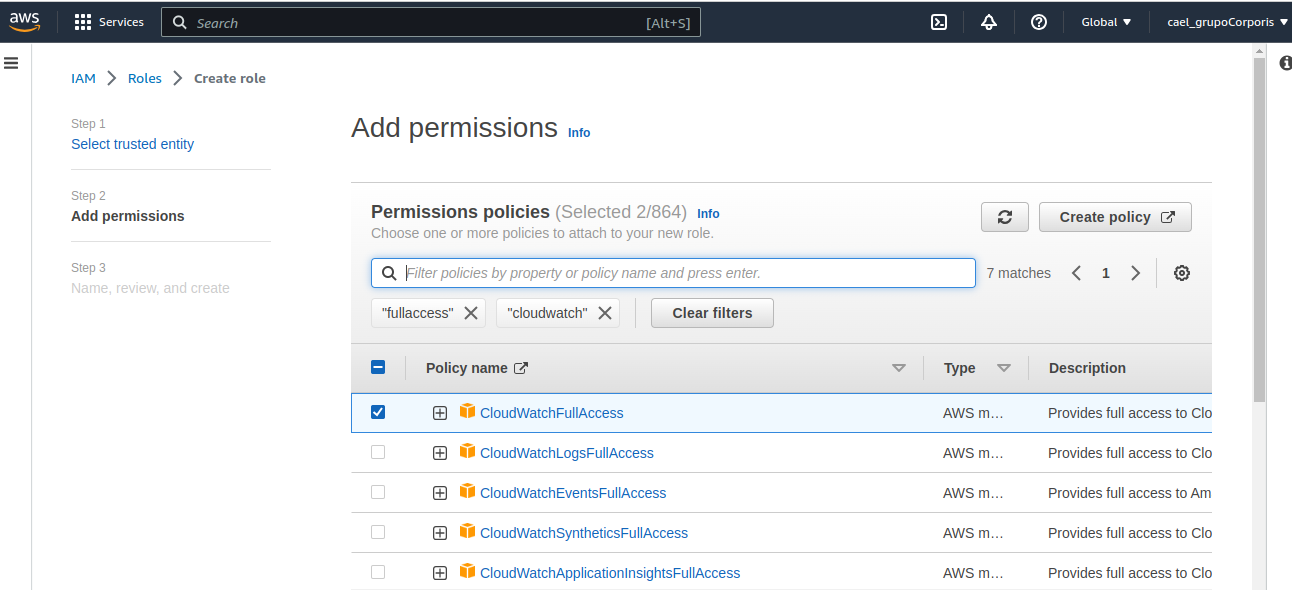 aws Services Search [Alt+S] Global cael_grupoCorporis
IAM Roles Create role
Step 1
Select trusted entity
Step 2
Add permissions
Step 3
Name, review, and create
Add permissions Info
Permissions policies (Selected 2/864) Info
Choose one or more policies to attach to your new role.
Create policy
Filter policies by property or policy name and press enter.
7 matches 1
"fullaccess" "cloudwatch" Clear filters
Policy name Type Description
CloudWatchFullAccess AWS m… Provides full access to Clo
CloudWatchLogsFullAccess AWS m… Provides full access to Clo
CloudWatchEventsFullAccess AWS m… Provides full access to Am
CloudWatchSyntheticsFullAccess AWS m… Provides full access to Clo
CloudWatchApplicationInsightsFullAccess AWS m… Provides full access to Clo